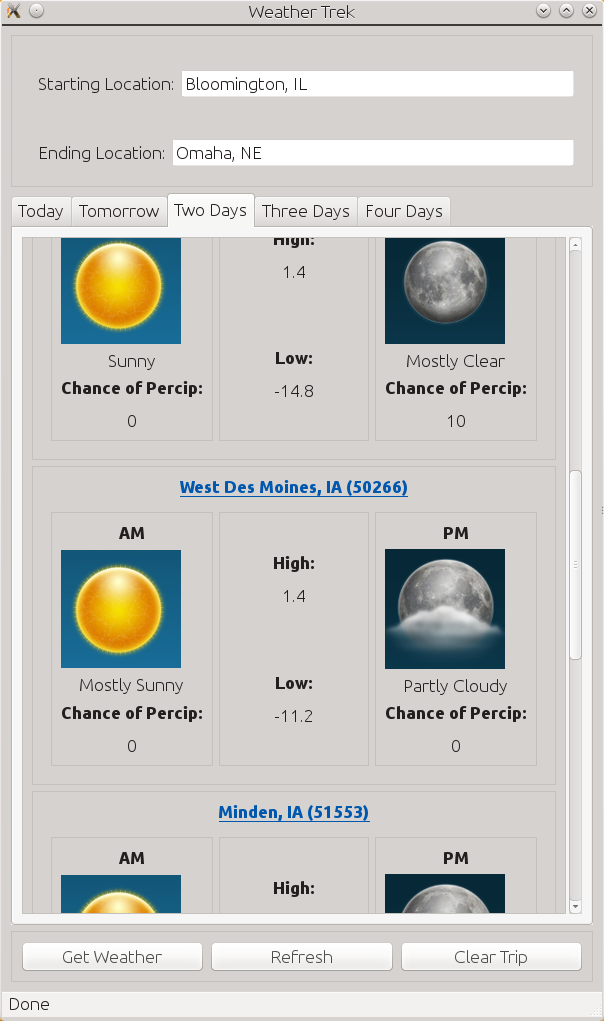 Weather Trek
Starting Location: Bloomington, IL
Ending Location: Omaha, NE
Today Tomorrow Two Days Three Days Four Days
High:
1.4
Sunny Low: Mostly Clear
Chance of Percip: -14.8 Chance of Percip:
0 10
West Des Moines, IA (50266)
AM PM
High:
1.4
Mostly Sunny Low: Partly Cloudy
Chance of Percip: -11.2 Chance of Percip:
0 0
Minden, IA (51553)
AM PM
High:
Get Weather Refresh Clear Trip
Done